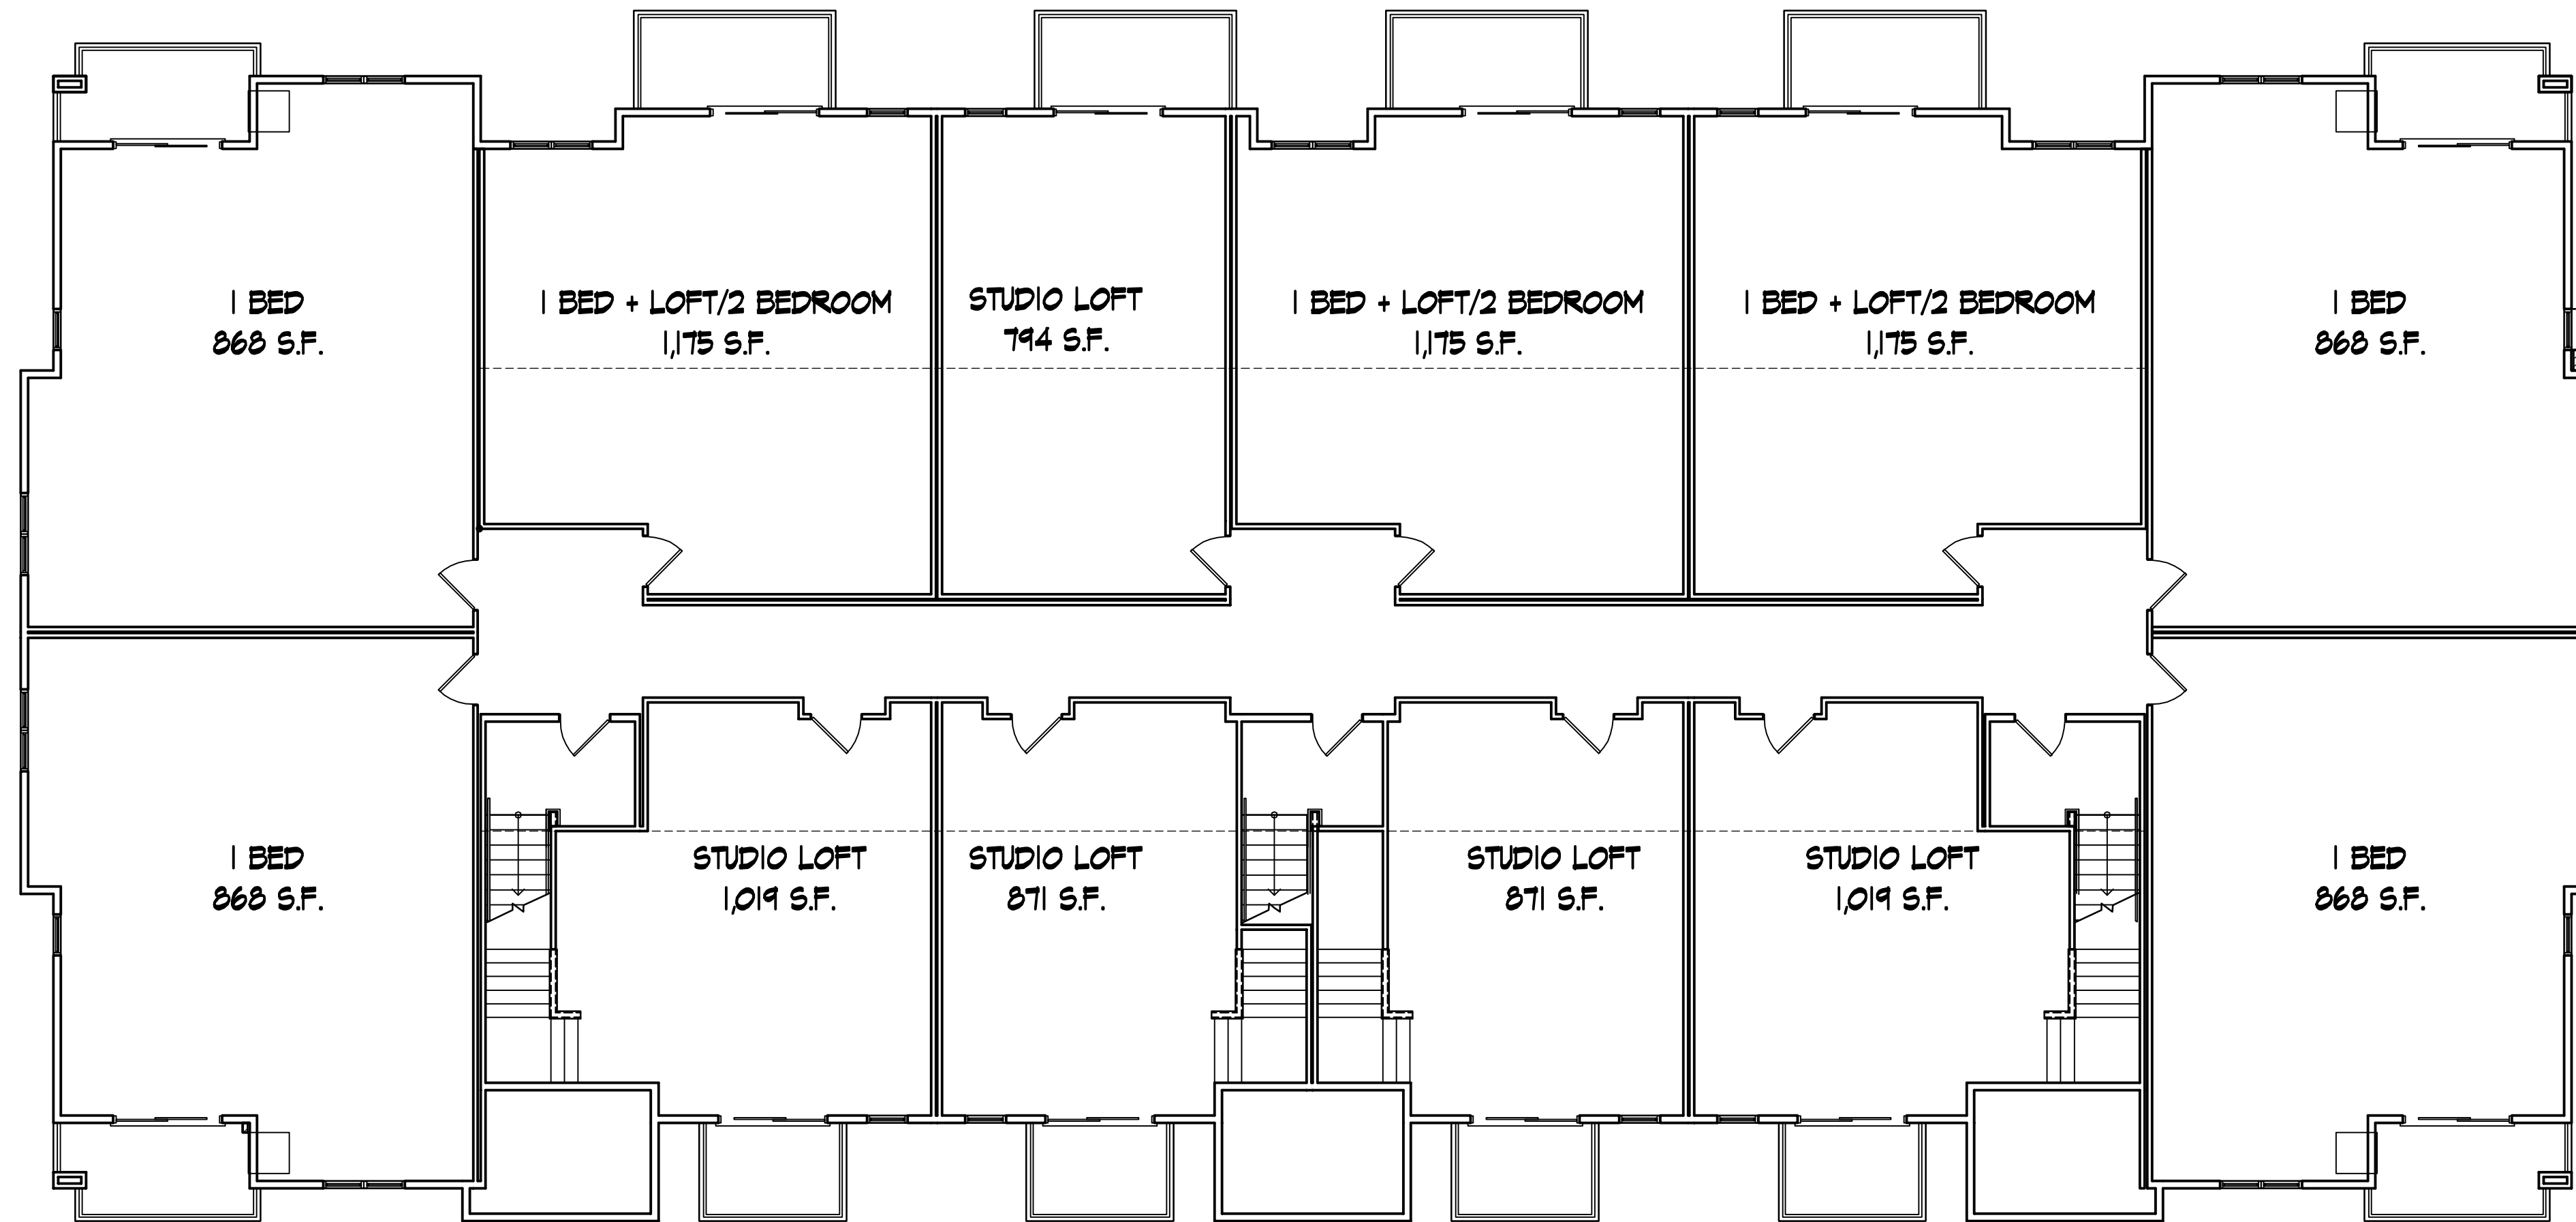 1 BED
868 S.F.
1 BED + LOFT/2 BEDROOM
1,175 S.F.
STUDIO LOFT
794 S.F.
1 BED + LOFT/2 BEDROOM
1,175 S.F.
1 BED + LOFT/2 BEDROOM
1,175 S.F.
1 BED
868 S.F.
1 BED
868 S.F.
STUDIO LOFT
1,019 S.F.
STUDIO LOFT
871 S.F.
STUDIO LOFT
871 S.F.
STUDIO LOFT
1,019 S.F.
1 BED
868 S.F.